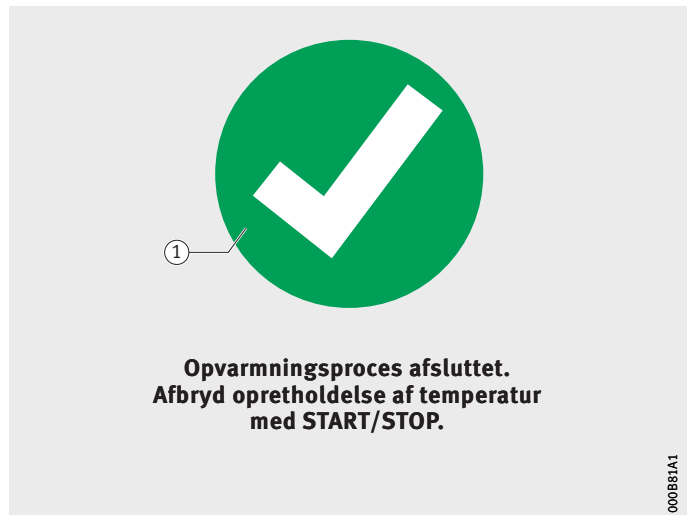 1
Opvarmningsproces afsluttet.
Afbryd opretholdelse af temperatur
med START/STOP.
000B81A1